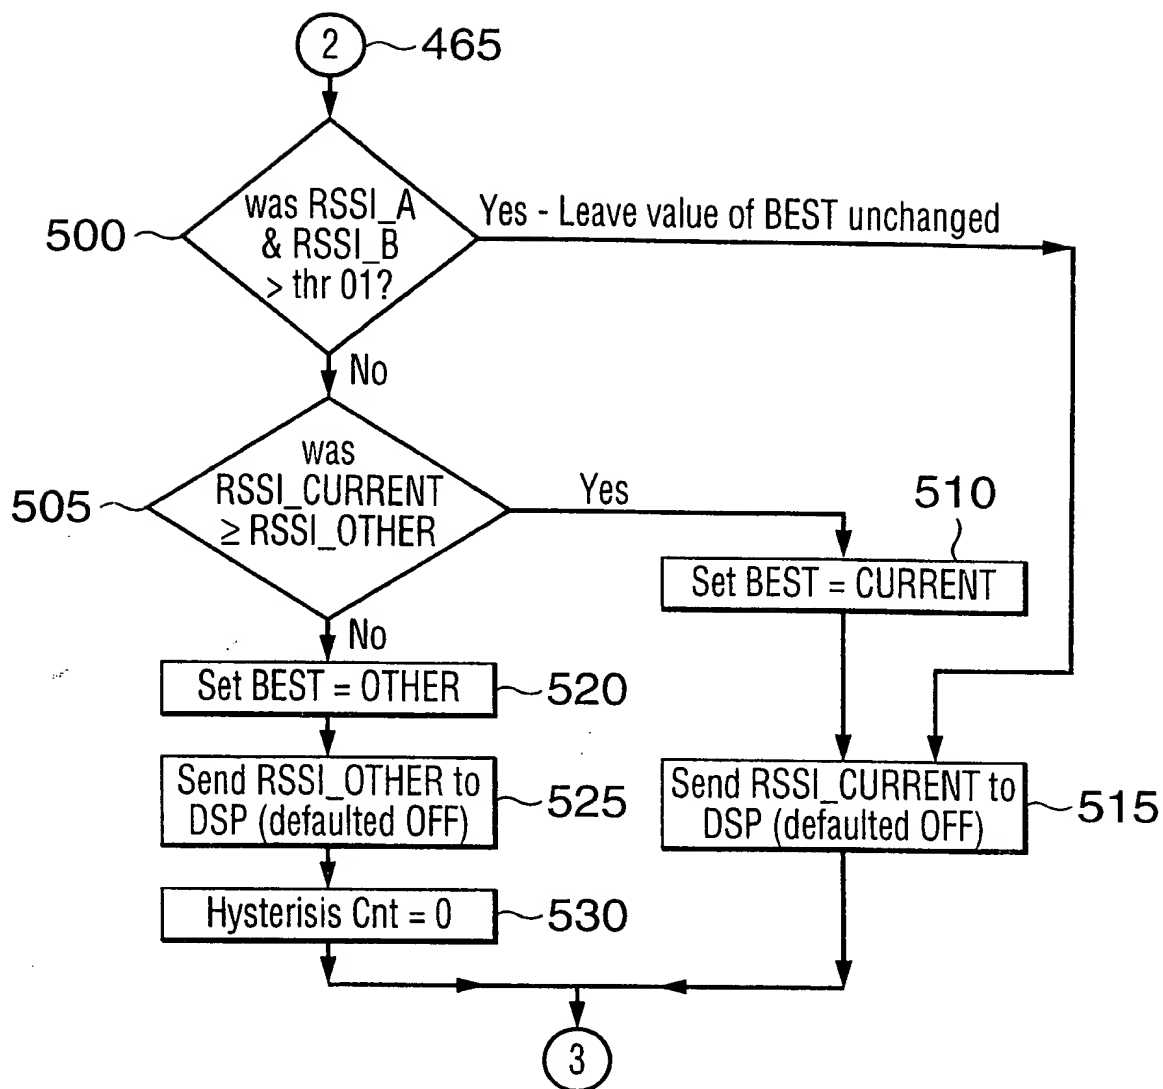 2
465
500
was RSSI_A
& RSSI_B
> thr 01?
Yes - Leave value of BEST unchanged
No
505
was
RSSI_CURRENT
≥ RSSI_OTHER
Yes
510
Set BEST = CURRENT
No
Set BEST = OTHER
520
Send RSSI_OTHER to
DSP (defaulted OFF)
525
Send RSSI_CURRENT to
DSP (defaulted OFF)
515
Hysterisis Cnt = 0
530
3